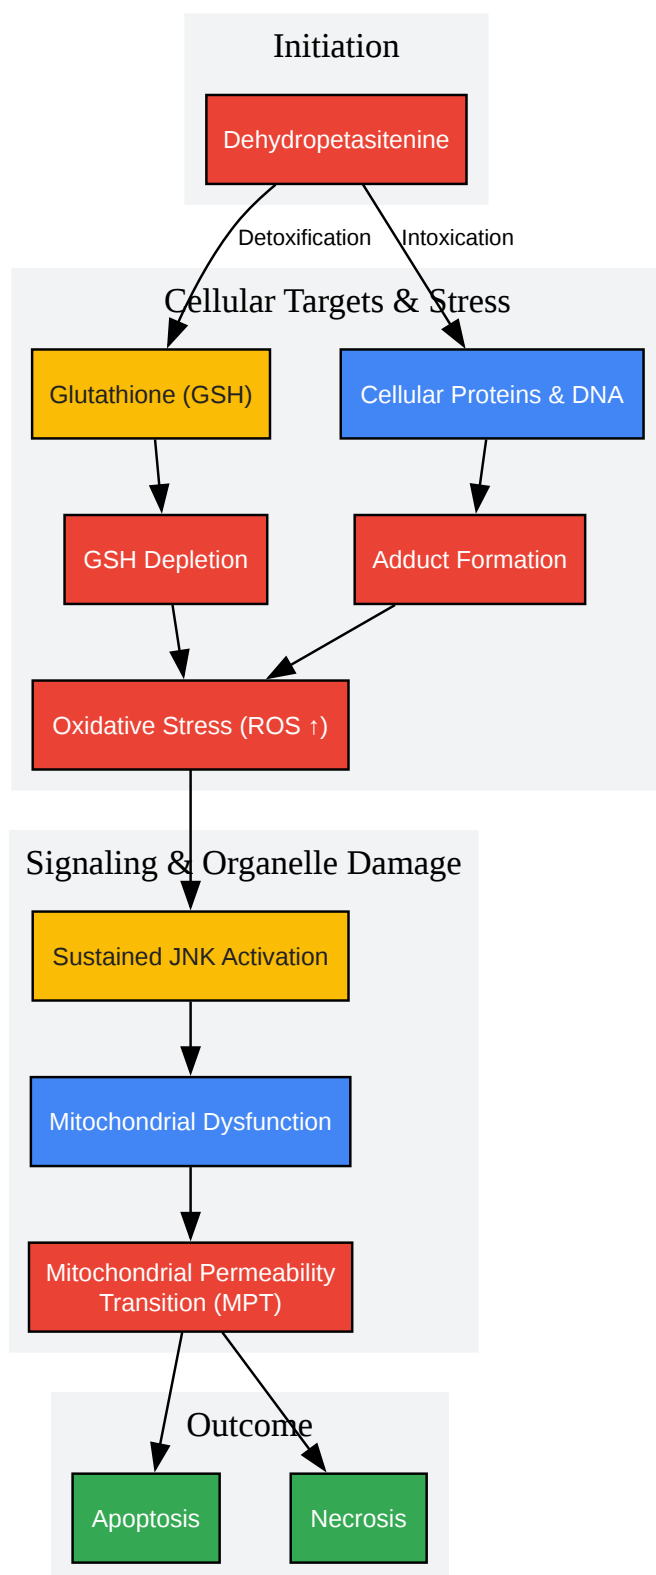 Initiation
Dehydropetasitenine
Detoxification
Intoxication
Cellular Targets & Stress
Glutathione (GSH)
Cellular Proteins & DNA
GSH Depletion
Adduct Formation
Oxidative Stress (ROS ↑)
Signaling & Organelle Damage
Sustained JNK Activation
Mitochondrial Dysfunction
Mitochondrial Permeability
Transition (MPT)
Outcome
Apoptosis
Necrosis